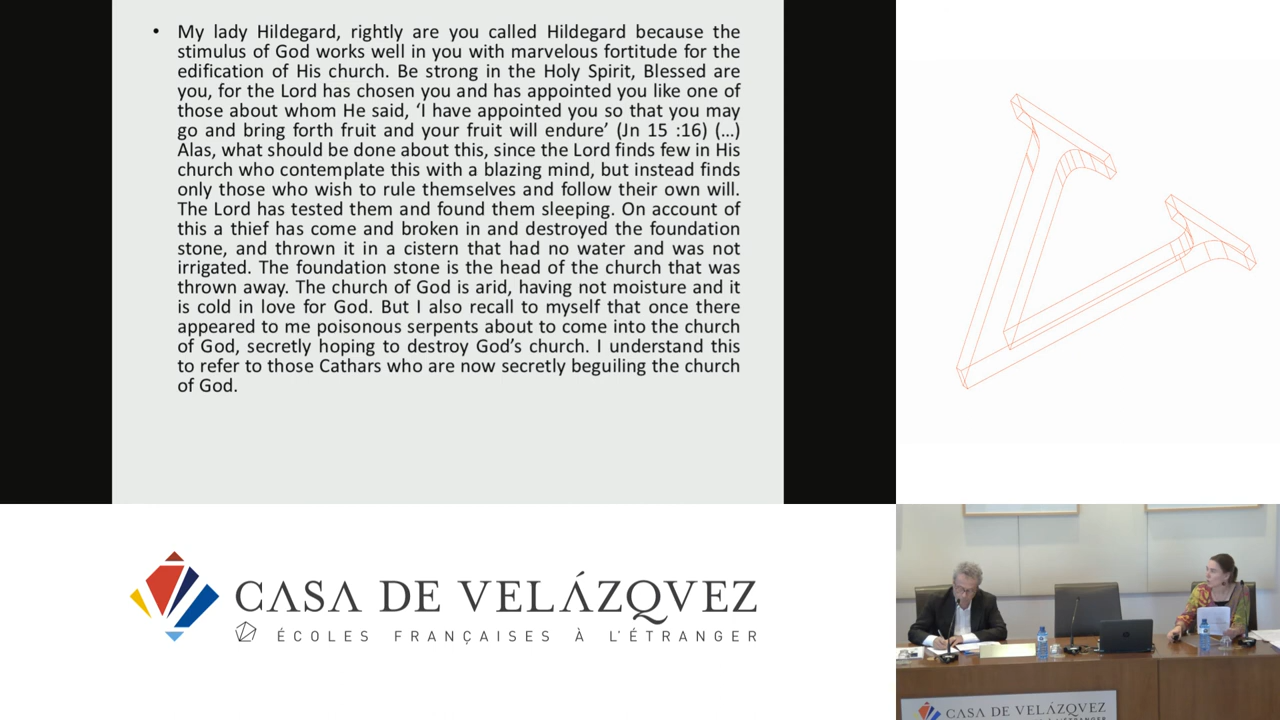 • My lady Hildegard, rightly are you called Hildegard because the
stimulus of God works well in you with marvelous fortitude for the
edification of His church. Be strong in the Holy Spirit, Blessed are
you, for the Lord has chosen you and has appointed you like one of
those about whom He said, ‘I have appointed you so that you may
go and bring forth fruit and your fruit will endure’ (Jn 15 :16) (…)
Alas, what should be done about this, since the Lord finds few in His
church who contemplate this with a blazing mind, but instead finds
only those who wish to rule themselves and follow their own will.
The Lord has tested them and found them sleeping. On account of
this a thief has come and broken in and destroyed the foundation
stone, and thrown it in a cistern that had no water and was not
irrigated. The foundation stone is the head of the church that was
thrown away. The church of God is arid, having not moisture and it
is cold in love for God. But I also recall to myself that once there
appeared to me poisonous serpents about to come into the church
of God, secretly hoping to destroy God’s church. I understand this
to refer to those Cathars who are now secretly beguiling the church
of God.
CASA DE VELÁZQVEZ
ÉCOLES FRANÇAISES À L'ÉTRANGER
CASA DE VELÁZQVEZ